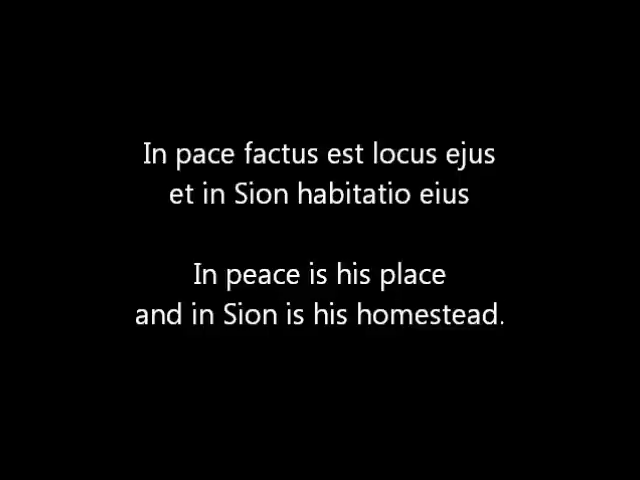 In pace factus est locus ejus
et in Sion habitatio eius
In peace is his place
and in Sion is his homestead.